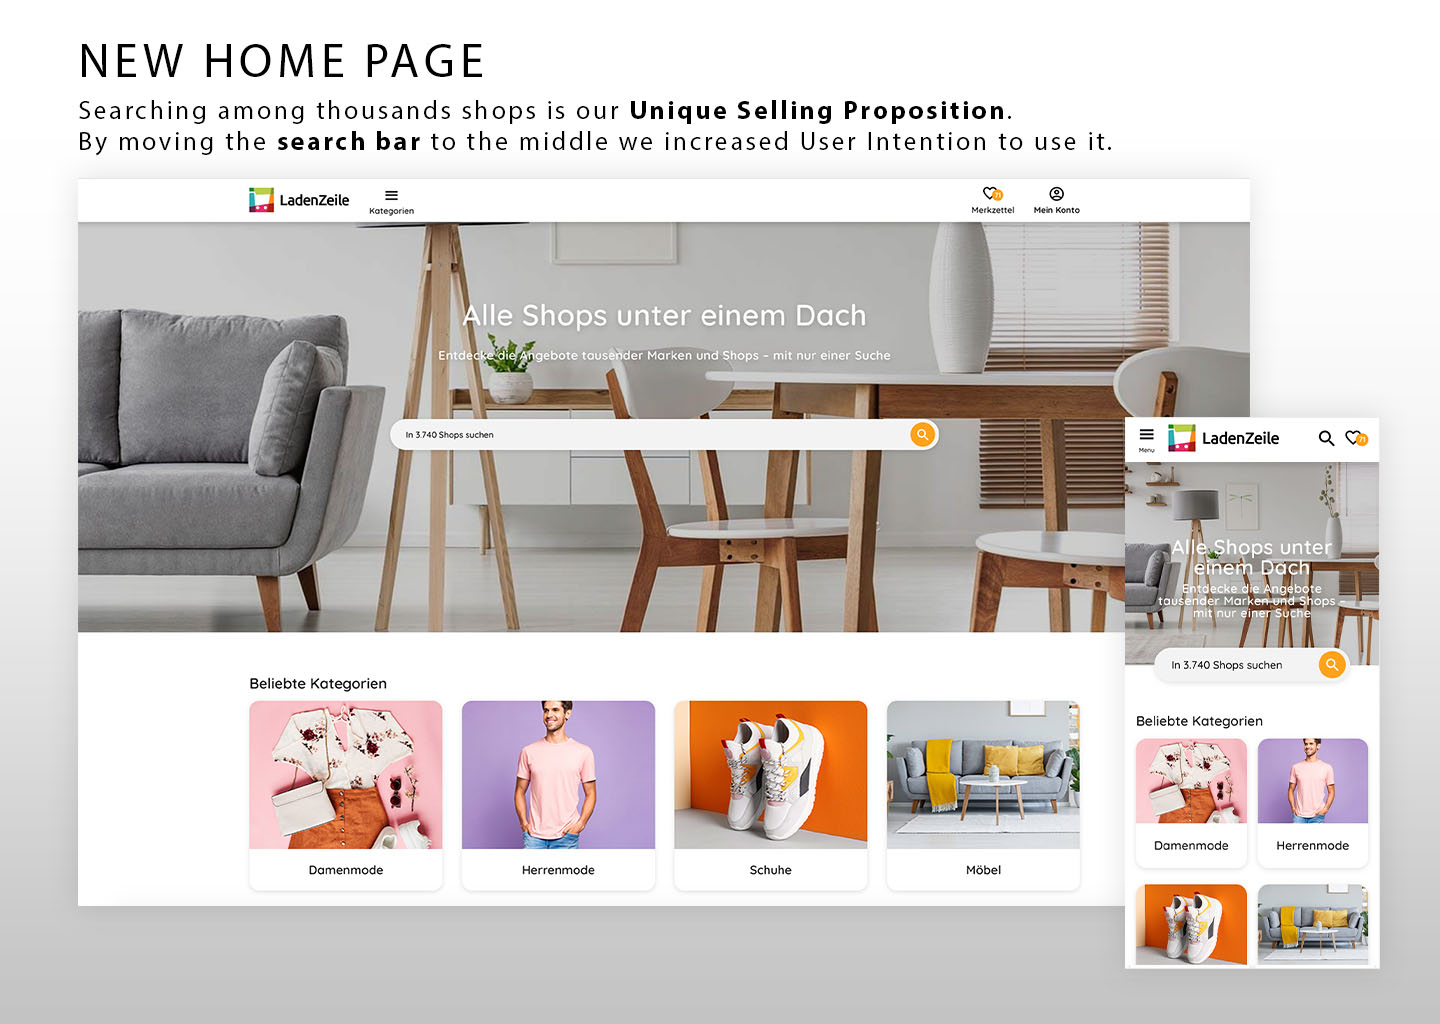 NEW HOME PAGE
Searching among thousands shops is our Unique Selling Proposition.
By moving the search bar to the middle we increased User Intention to use it.
LadenZeile
Kategorien
71
Merkzettel
Mein Konto
Alle Shops unter einem Dach
Entdecke die Angebote tausender Marken und Shops – mit nur einer Suche
In 3.740 Shops suchen
Beliebte Kategorien
Damenmode
Herrenmode
Schuhe
Möbel
Menu
LadenZeile
71
Alle Shops unter
einem Dach
Entdecke die Angebote
tausender Marken und Shops –
mit nur einer Suche
In 3.740 Shops suchen
Beliebte Kategorien
Damenmode
Herrenmode